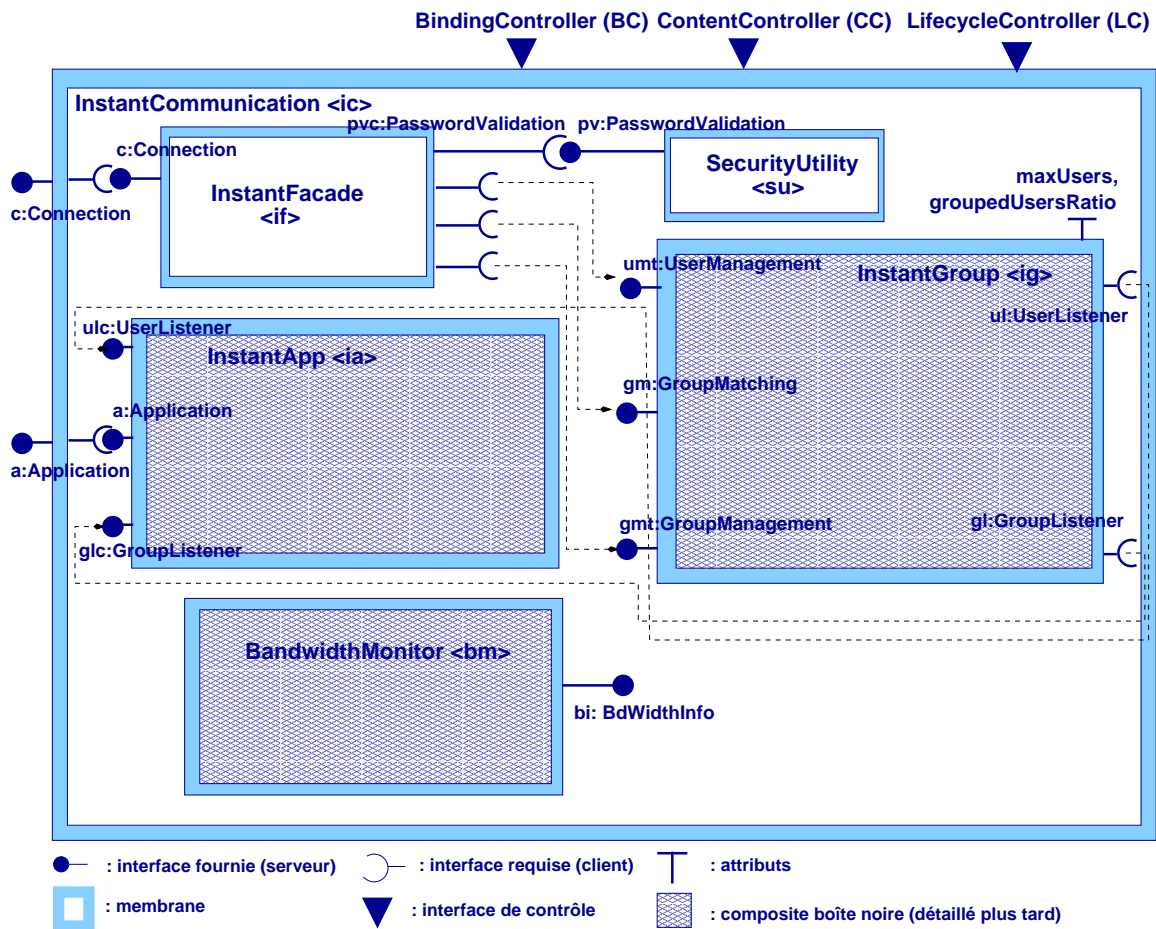 BindingController (BC) ContentController (CC) LifecycleController (LC)
InstantCommunication <ic>
pvc:PasswordValidation pv:PasswordValidation
c:Connection
InstantFacade
<if>
SecurityUtility
<su>
c:Connection
maxUsers,
groupedUsersRatio
umt:UserManagement
InstantGroup <ig>
ul:UserListener
ulc:UserListener
InstantApp <ia>
gm:GroupMatching
a:Application
a:Application
gmt:GroupManagement
gl:GroupListener
glc:GroupListener
BandwidthMonitor <bm>
bi: BdWidthInfo
: interface fournie (serveur)
: interface requise (client)
: attributs
: membrane
: interface de contrôle
: composite boîte noire (détaillé plus tard)